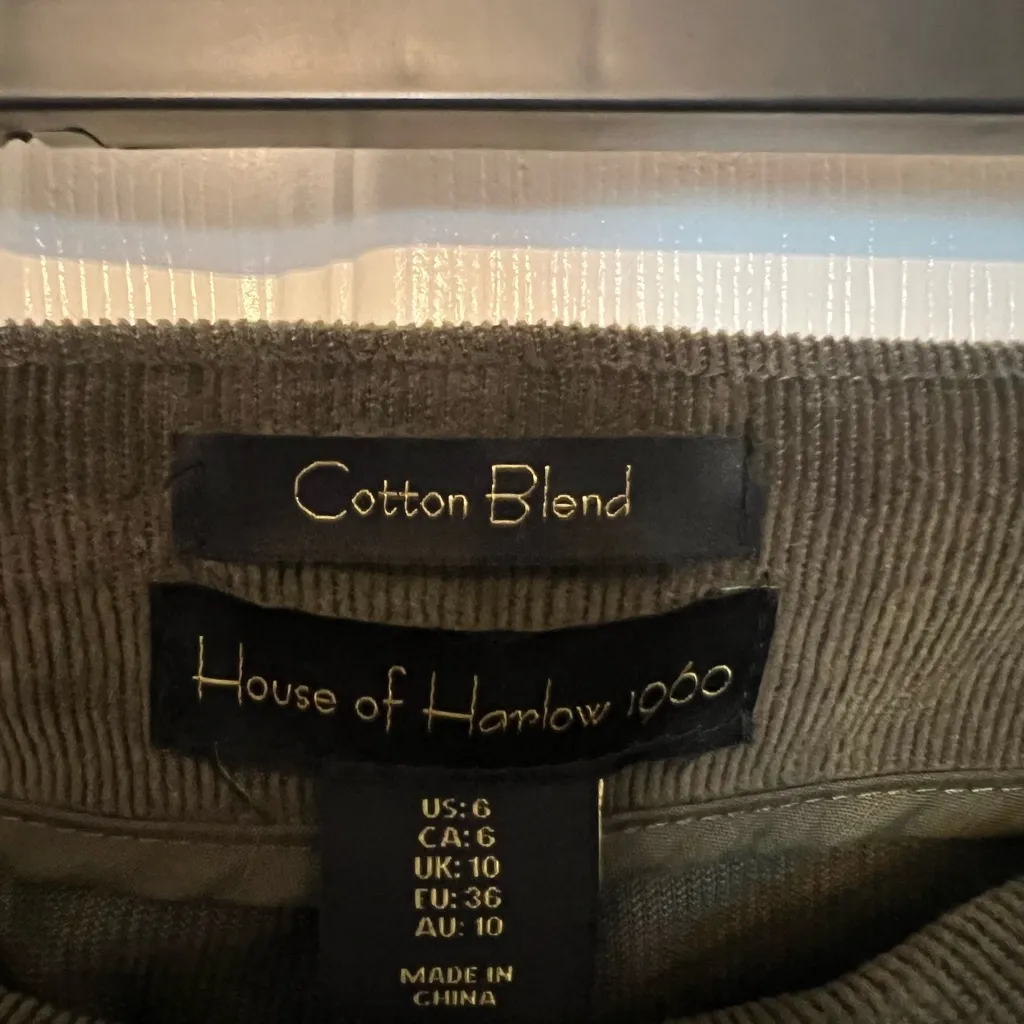 Cotton Blend
House of Harlow 1960
US: 6
CA: 6
UK: 10
EU: 36
AU: 10
MADE IN
CHINA